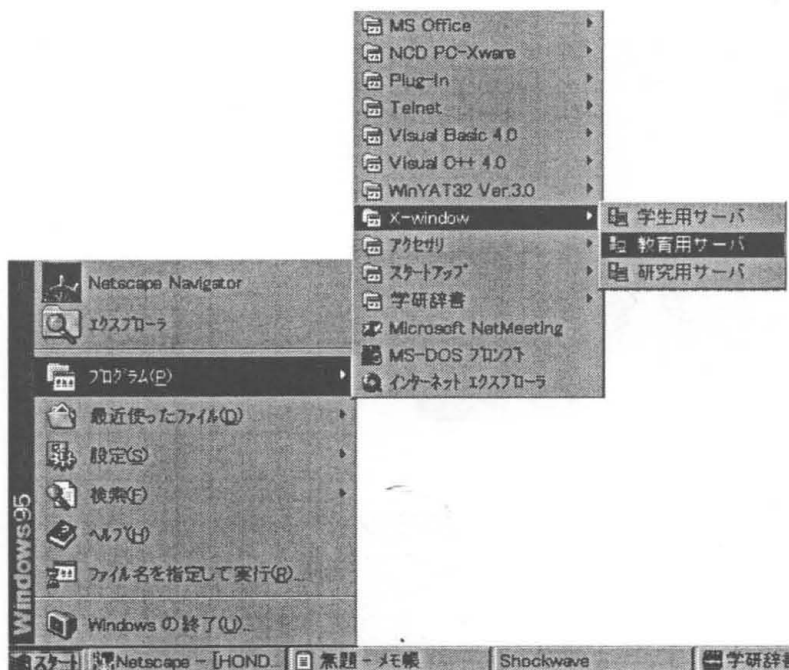 MS Office
NCD PC-Xware
Plug-In
Telnet
Visual Basic 4.0
Visual C++ 4.0
WinYAT32 Ver.3.0
X-window
アクセサリ
スタートアップ
学研辞書
Microsoft NetMeeting
MS-DOS プロンプト
インターネット エクスプローラ
学生用サーバ
教育用サーバ
研究用サーバ
Netscape Navigator
エクスプローラ
プログラム(P)
最近使ったファイル(D)
設定(S)
検索(F)
ヘルプ(H)
ファイル名を指定して実行(R)...
Windows の終了(U)...
Windows95
スタート
Netscape - [HOND...
無題 - メモ帳
Shockwave
学研辞書